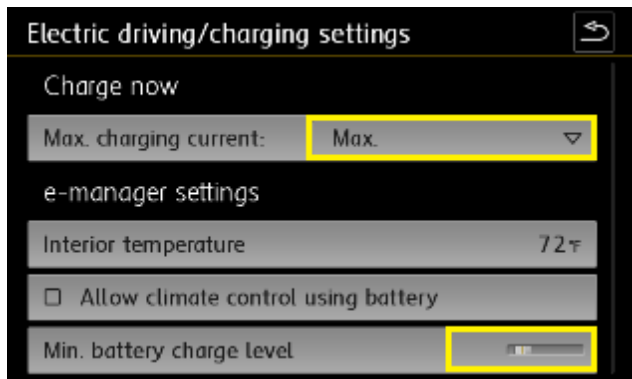 Electric driving/charging settings
Charge now
Max. charging current: Max.
e-manager settings
Interior temperature 72°F
Allow climate control using battery
Min. battery charge level